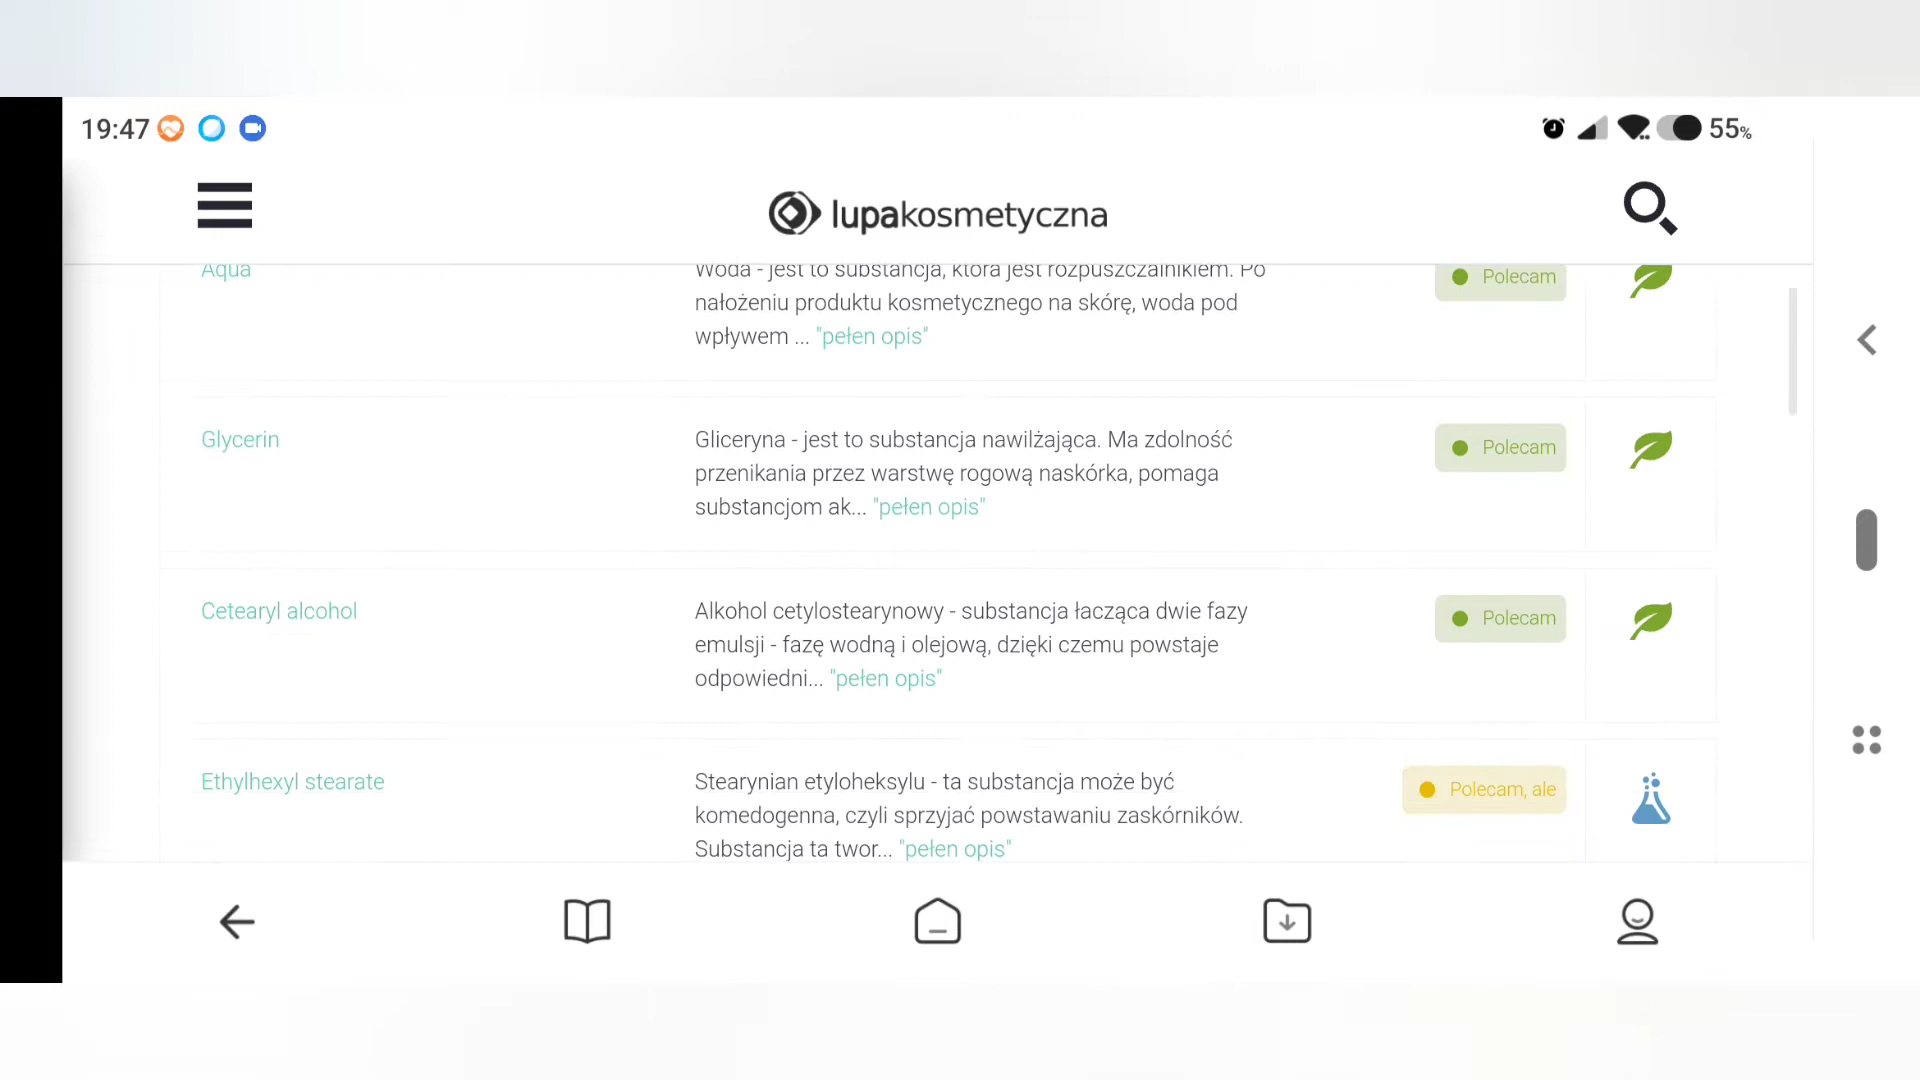 19:47
55%
lupakosmetyczna
Aqua
Woda - jest to substancja, która jest rozpuszczalnikiem. Po
nałożeniu produktu kosmetycznego na skórę, woda pod
wpływem ... "pełen opis"
Polecam
Glycerin
Gliceryna - jest to substancja nawilżająca. Ma zdolność
przenikania przez warstwę rogową naskórka, pomaga
substancjom ak... "pełen opis"
Polecam
Cetearyl alcohol
Alkohol cetylostearynowy - substancja łacząca dwie fazy
emulsji - fazę wodną i olejową, dzięki czemu powstaje
odpowiedni... "pełen opis"
Polecam
Ethylhexyl stearate
Stearynian etyloheksylu - ta substancja może być
komedogenna, czyli sprzyjać powstawaniu zaskórników.
Substancja ta twor... "pełen opis"
Polecam, ale